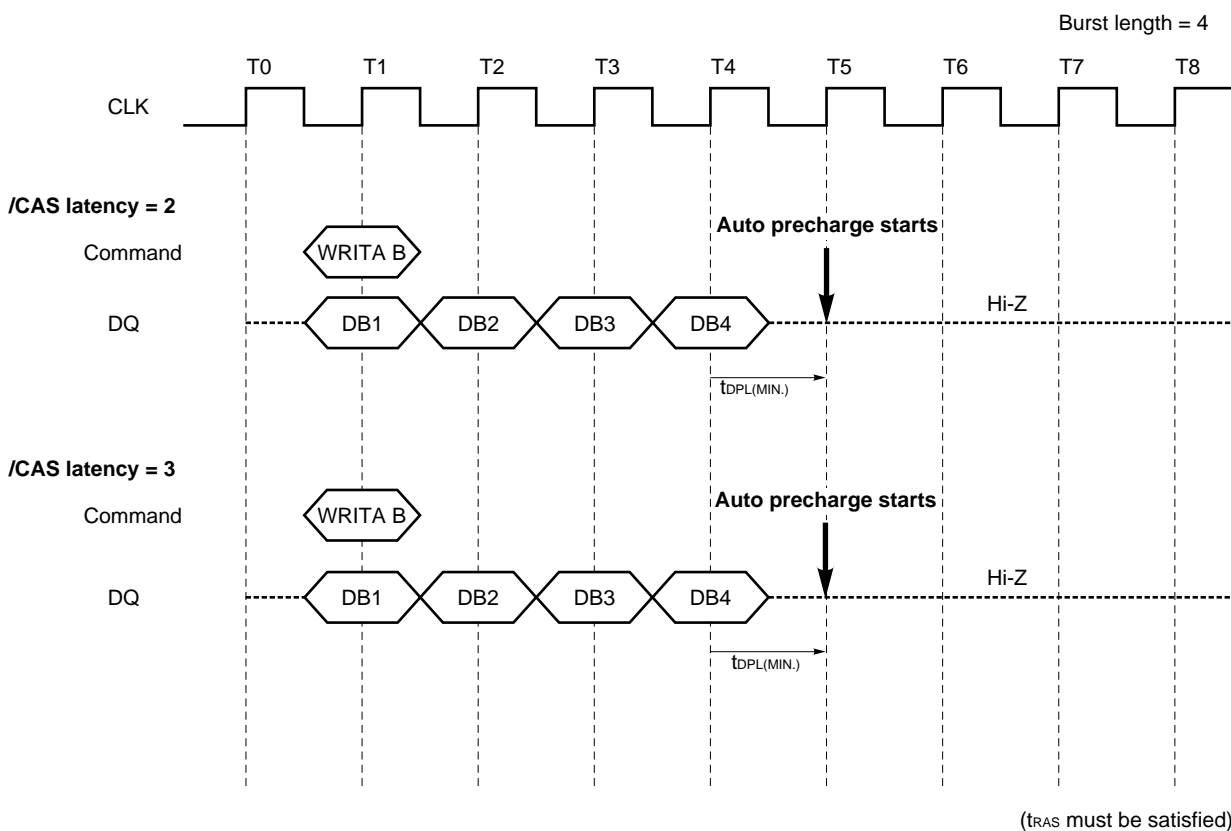 Burst length = 4
T0 T1 T2 T3 T4 T5 T6 T7 T8
CLK
/CAS latency = 2
Auto precharge starts
Command WRITA B
Hi-Z
DQ DB1 DB2 DB3 DB4
tDPL(MIN.)
/CAS latency = 3
Auto precharge starts
Command WRITA B
Hi-Z
DQ DB1 DB2 DB3 DB4
tDPL(MIN.)
(tRAS must be satisfied)